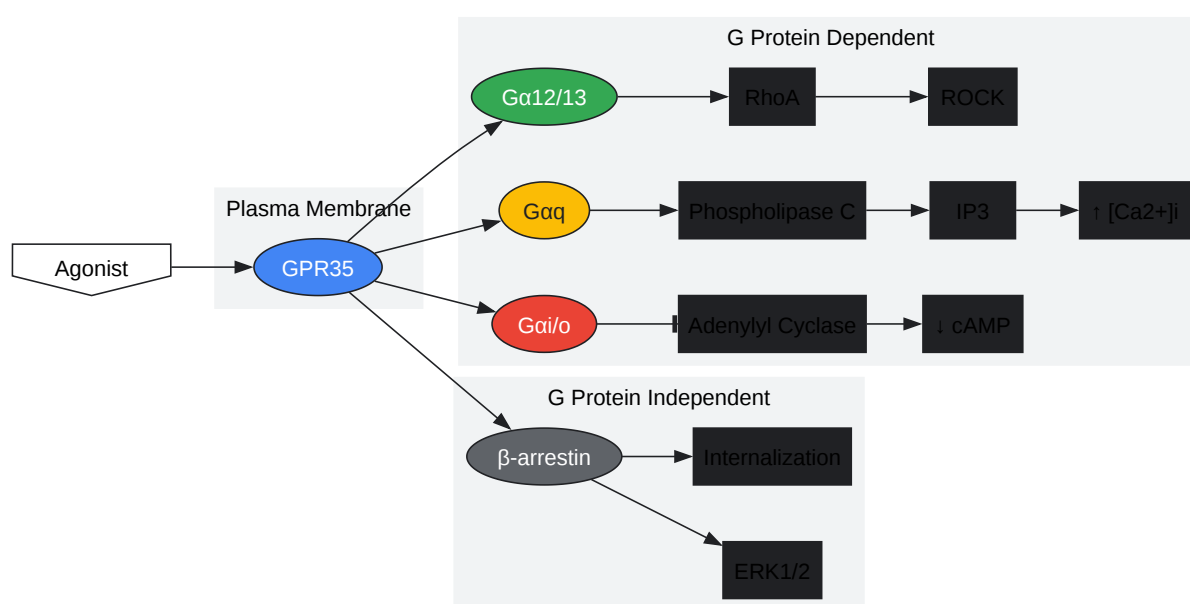 G Protein Dependent
Gα12/13
RhoA
ROCK
Plasma Membrane
Gαq
Phospholipase C
IP3
↑ [Ca2+]i
Agonist
GPR35
Gαi/o
Adenylyl Cyclase
↓ cAMP
G Protein Independent
β-arrestin
Internalization
ERK1/2